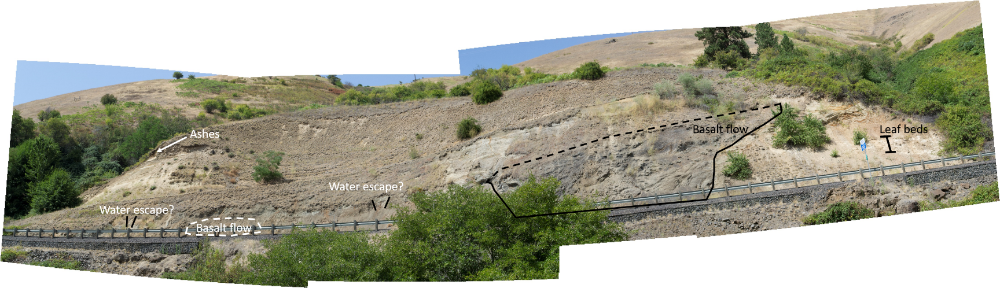 Ashes
Basalt flow
Leaf beds
Water escape?
Water escape?
Basalt flow